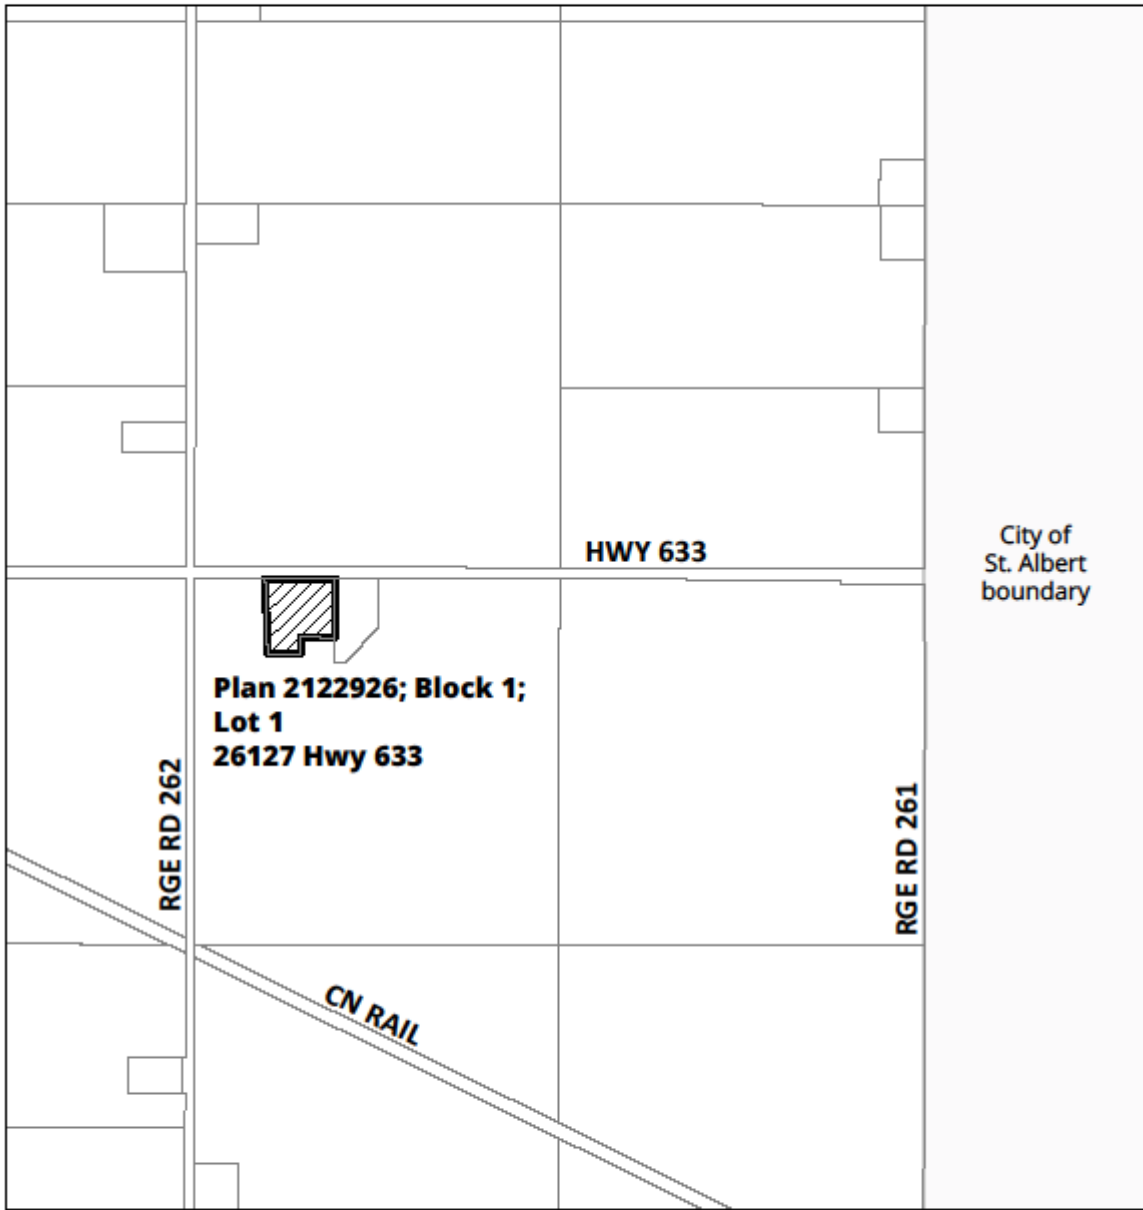 HWY 633
City of
St. Albert
boundary
Plan 2122926; Block 1;
Lot 1
26127 Hwy 633
RGE RD 262
RGE RD 261
CN RAIL